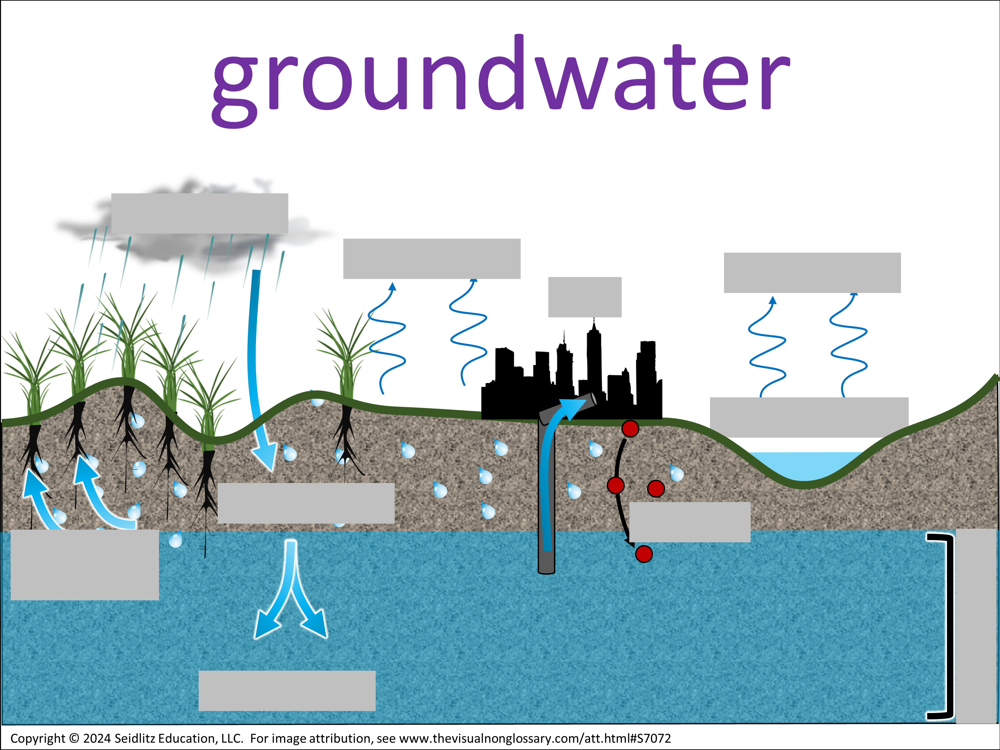 groundwater
Copyright © 2024 Seidlitz Education, LLC.  For image attribution, see www.thevisualnonglossary.com/att.html#S7072